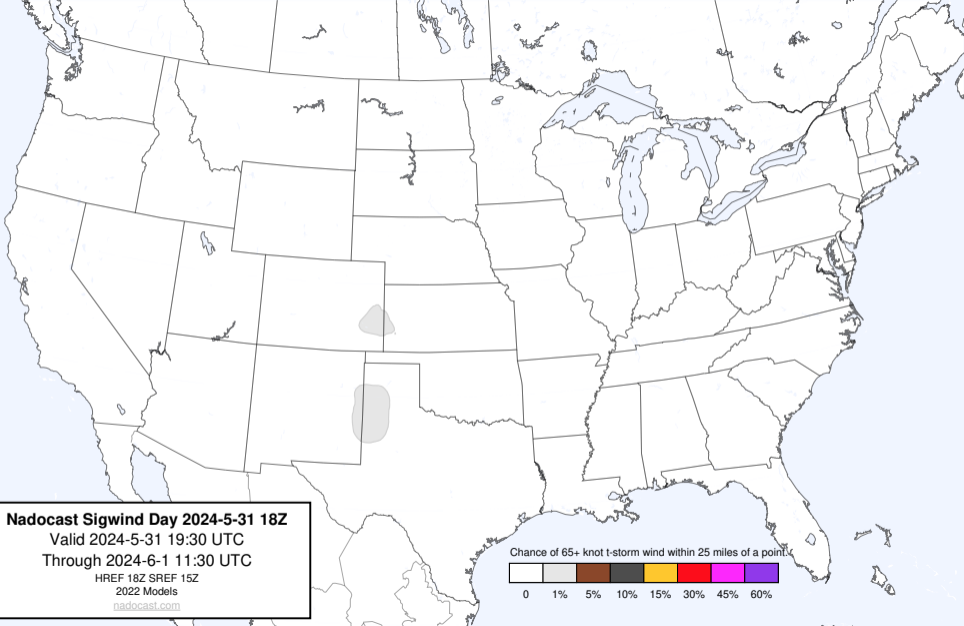 Nadocast Sigwind Day 2024-5-31 18Z
Valid 2024-5-31 19:30 UTC
Through 2024-6-1 11:30 UTC
HREF 18Z SREF 15Z
2022 Models
nadocast.com
Chance of 65+ knot t-storm wind within 25 miles of a point.
0 1% 5% 10% 15% 30% 45% 60%